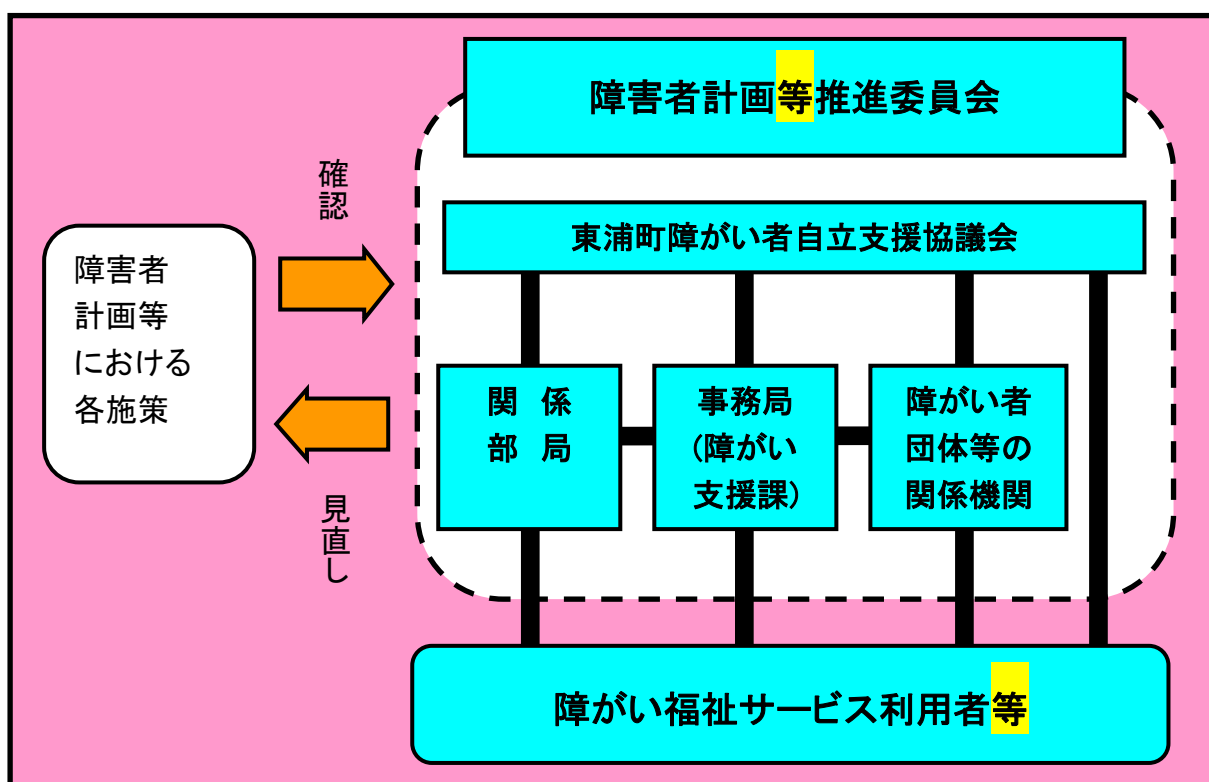 障害者計画等推進委員会
確認
東浦町障がい者自立支援協議会
障害者
計画等
における
各施策
関 係
部 局
事務局
(障がい
支援課)
障がい者
団体等の
関係機関
見直し
障がい福祉サービス利用者等